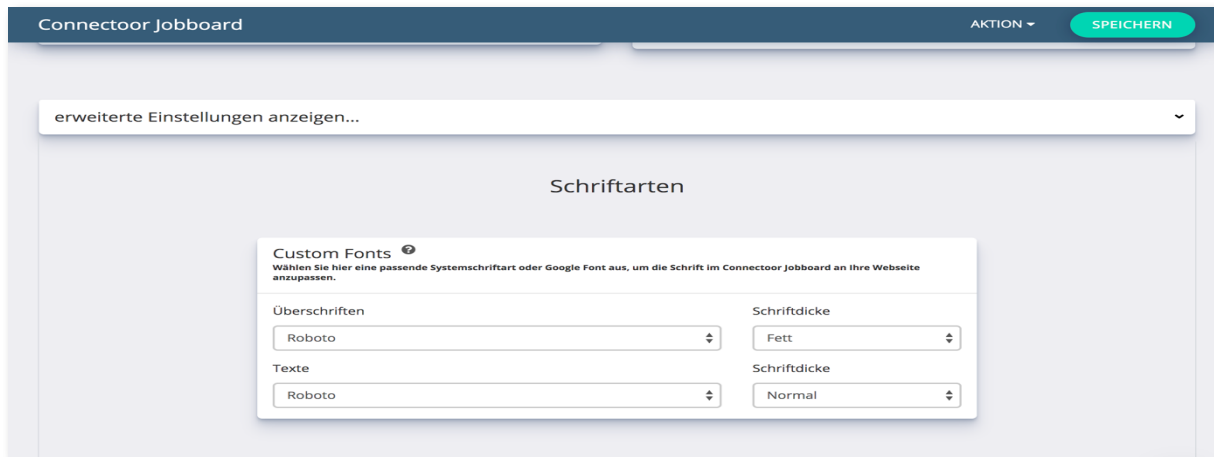 Connectoor Jobboard AKTION SPEICHERN
erweiterte Einstellungen anzeigen...
Schriftarten
Custom Fonts ?
Wählen Sie hier eine passende Systemschriftart oder Google Font aus, um die Schrift im Connectoor Jobboard an Ihre Webseite
anzupassen.
Überschriften Schriftdicke
Roboto Fett
Texte Schriftdicke
Roboto Normal